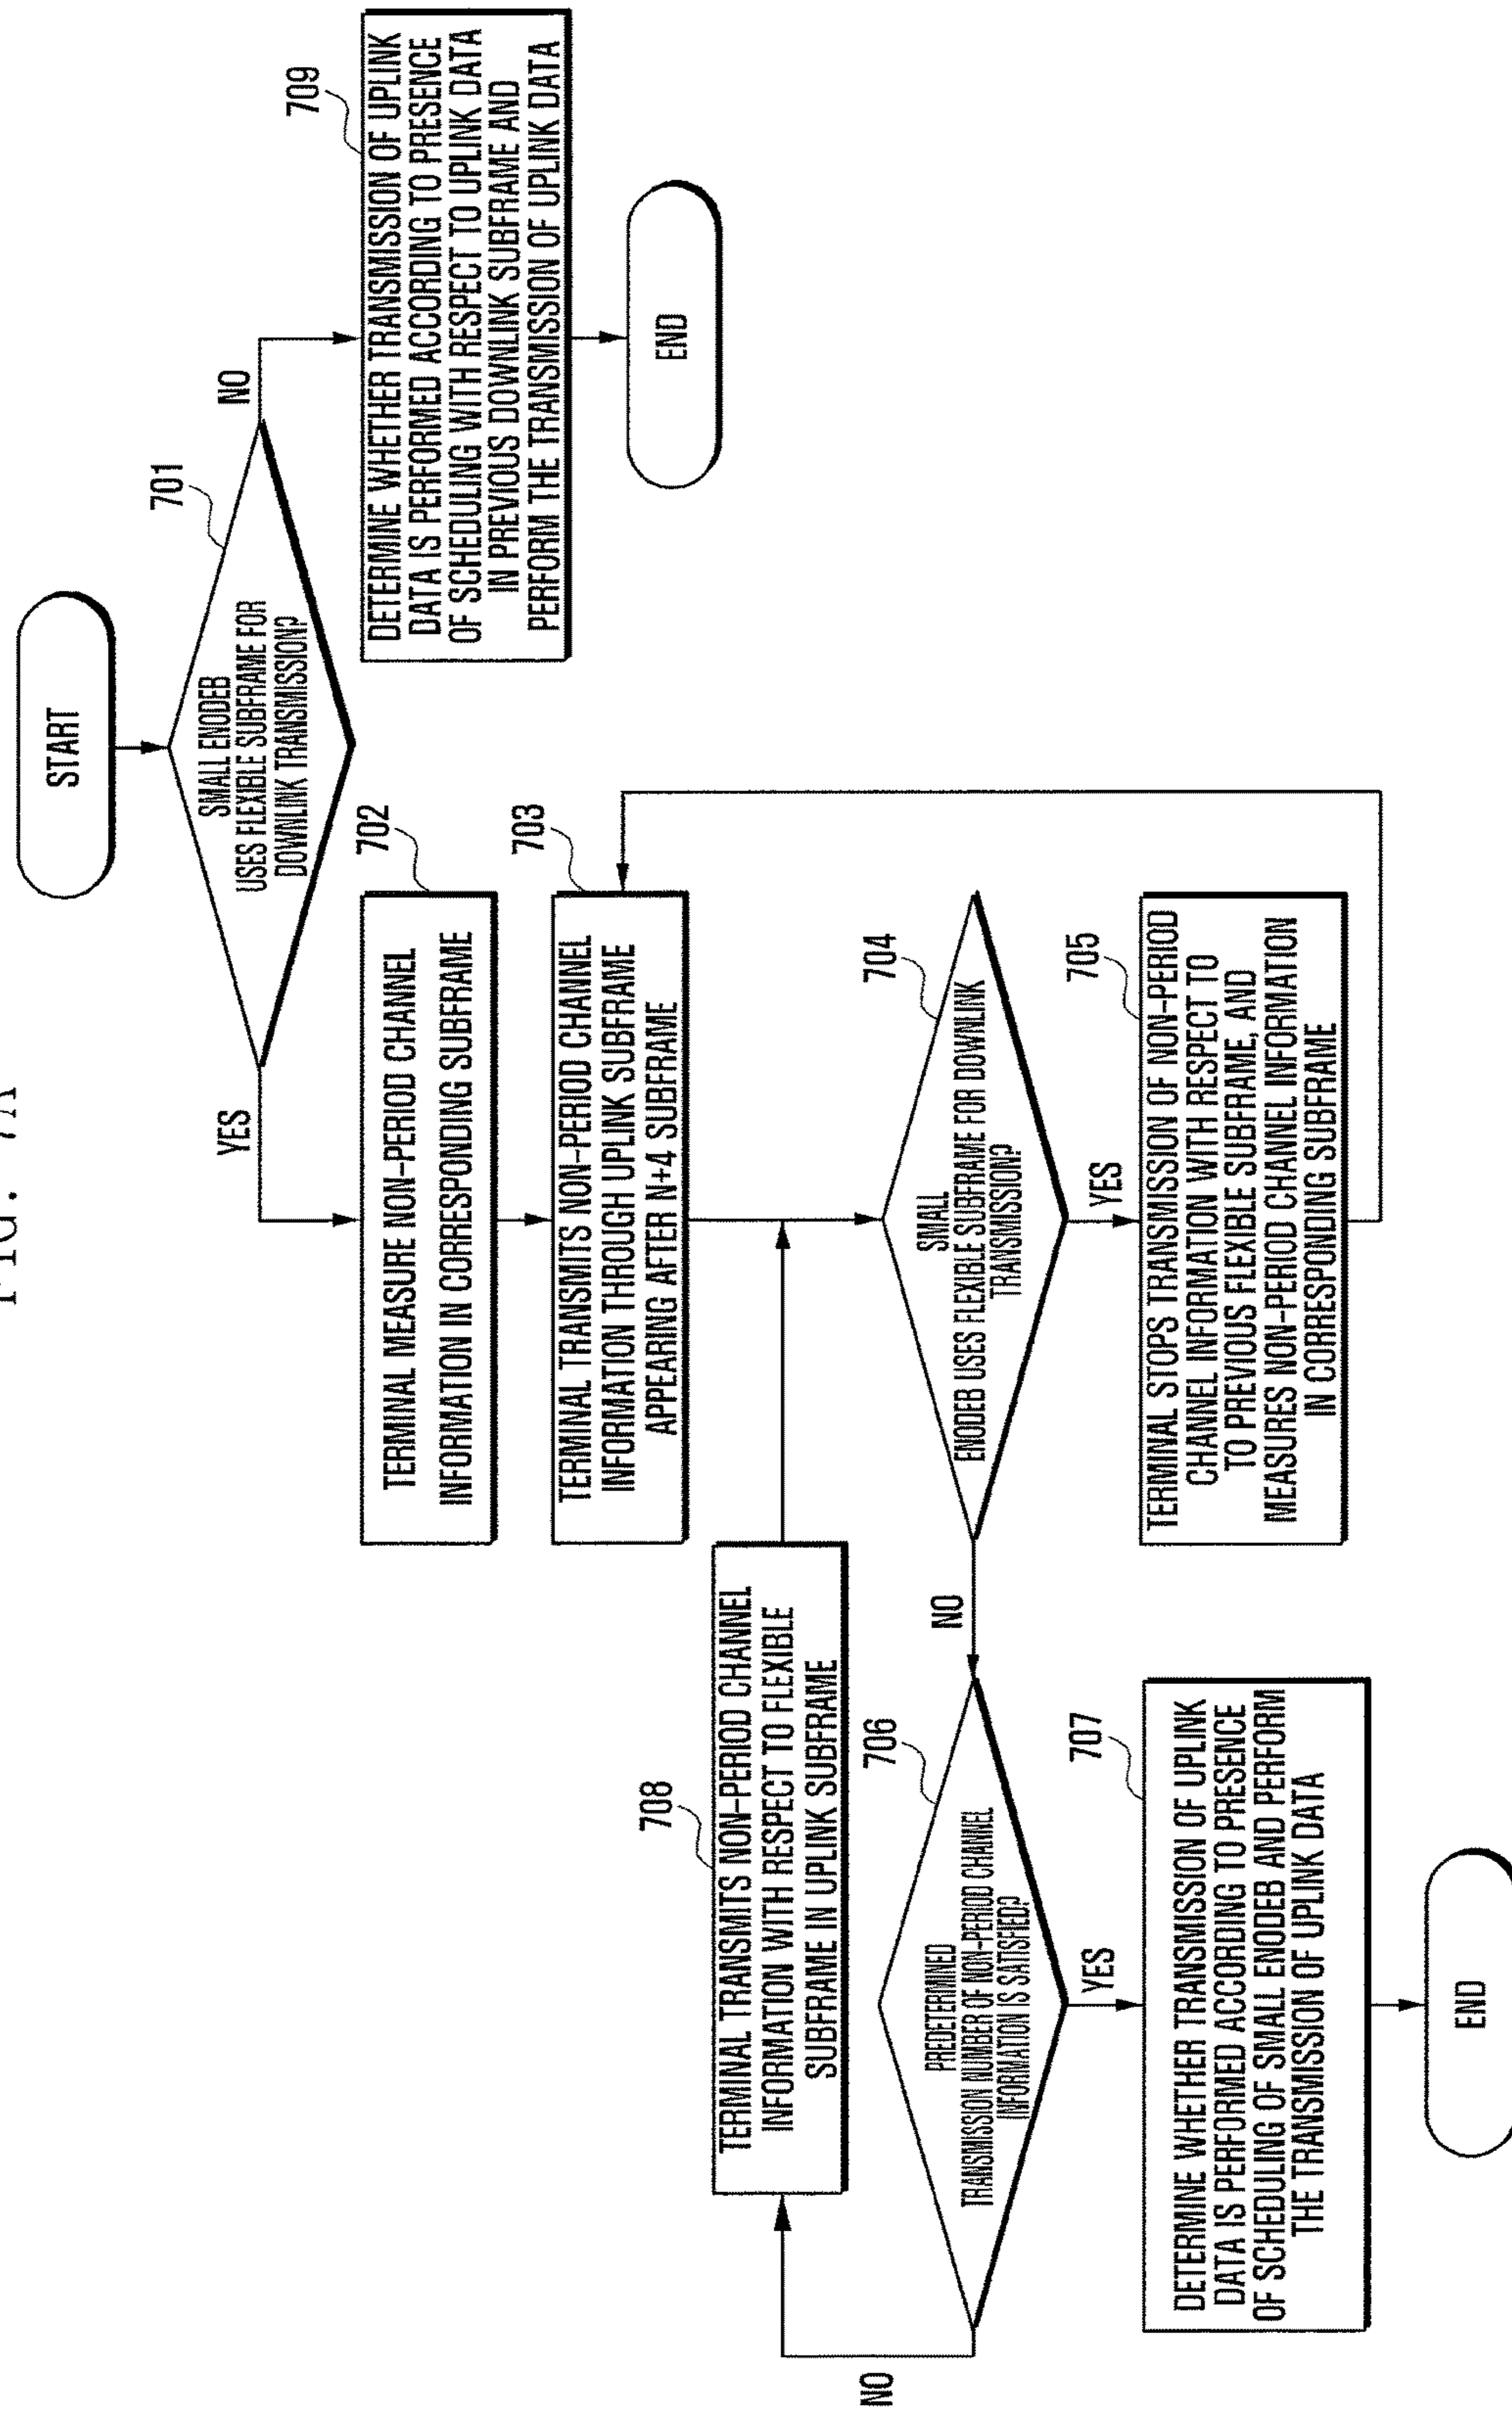 FIG. 7A
START
SMALL ENODEB
USES FLEXIBLE SUBFRAME FOR
DOWNLINK TRANSMISSION?
701
YES
NO
TERMINAL MEASURE NON-PERIOD CHANNEL
INFORMATION IN CORRESPONDING SUBFRAME
702
DETERMINE WHETHER TRANSMISSION OF UPLINK
DATA IS PERFORMED ACCORDING TO PRESENCE
OF SCHEDULING WITH RESPECT TO UPLINK DATA
IN PREVIOUS DOWNLINK SUBFRAME AND
PERFORM THE TRANSMISSION OF UPLINK DATA
709
END
TERMINAL TRANSMITS NON-PERIOD CHANNEL
INFORMATION THROUGH UPLINK SUBFRAME
APPEARING AFTER N+4 SUBFRAME
703
TERMINAL TRANSMITS NON-PERIOD CHANNEL
INFORMATION WITH RESPECT TO FLEXIBLE
SUBFRAME IN UPLINK SUBFRAME
708
SMALL
ENODEB USES FLEXIBLE SUBFRAME FOR DOWNLINK
TRANSMISSION?
704
NO
YES
PREDETERMINED
TRANSMISSION NUMBER OF NON-PERIOD CHANNEL
INFORMATION IS SATISFIED?
706
NO
YES
TERMINAL STOPS TRANSMISSION OF NON-PERIOD
CHANNEL INFORMATION WITH RESPECT TO
TO PREVIOUS FLEXIBLE SUBFRAME, AND
MEASURES NON-PERIOD CHANNEL INFORMATION
IN CORRESPONDING SUBFRAME
705
DETERMINE WHETHER TRANSMISSION OF UPLINK
DATA IS PERFORMED ACCORDING TO PRESENCE
OF SCHEDULING OF SMALL ENODEB AND PERFORM
THE TRANSMISSION OF UPLINK DATA
707
END